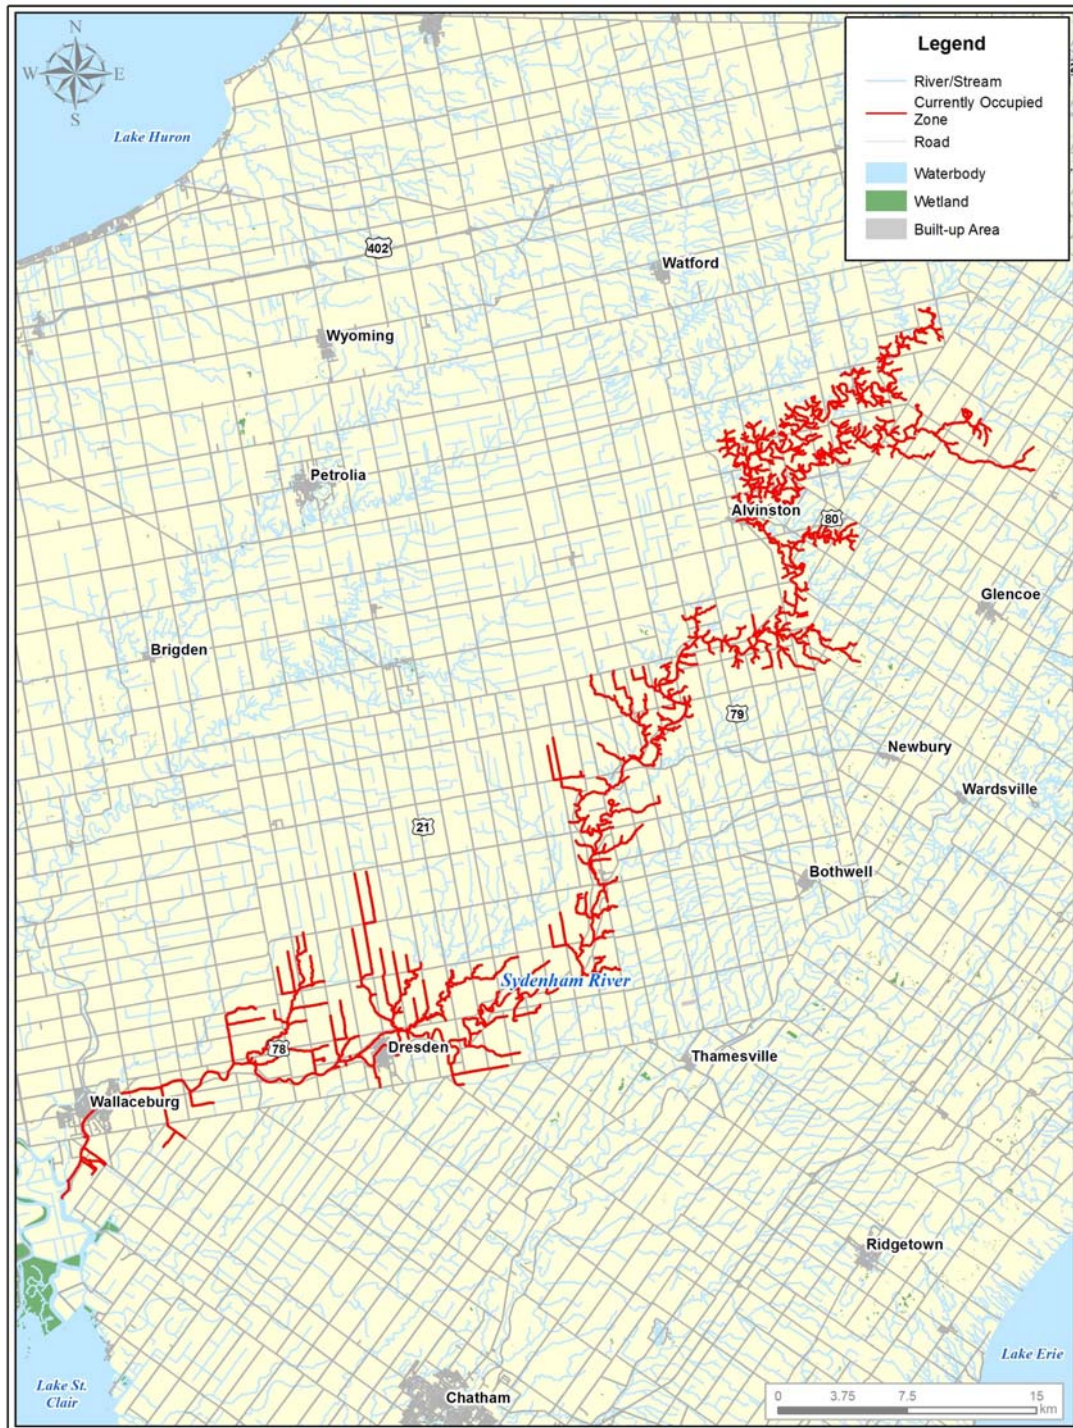 N
W E
S
Legend
River/Stream
Currently Occupied
Zone
Road
Waterbody
Wetland
Built-up Area
Lake Huron
402
Watford
Wyoming
Petrolia
Alvinston
80
Glencoe
Brigden
79
Newbury
Wardsville
21
Bothwell
Sydenham River
78
Dresden
Thamesville
Wallaceburg
Ridgetown
Lake Erie
Lake St.
Clair
Chatham
0 3.75 7.5 15
km